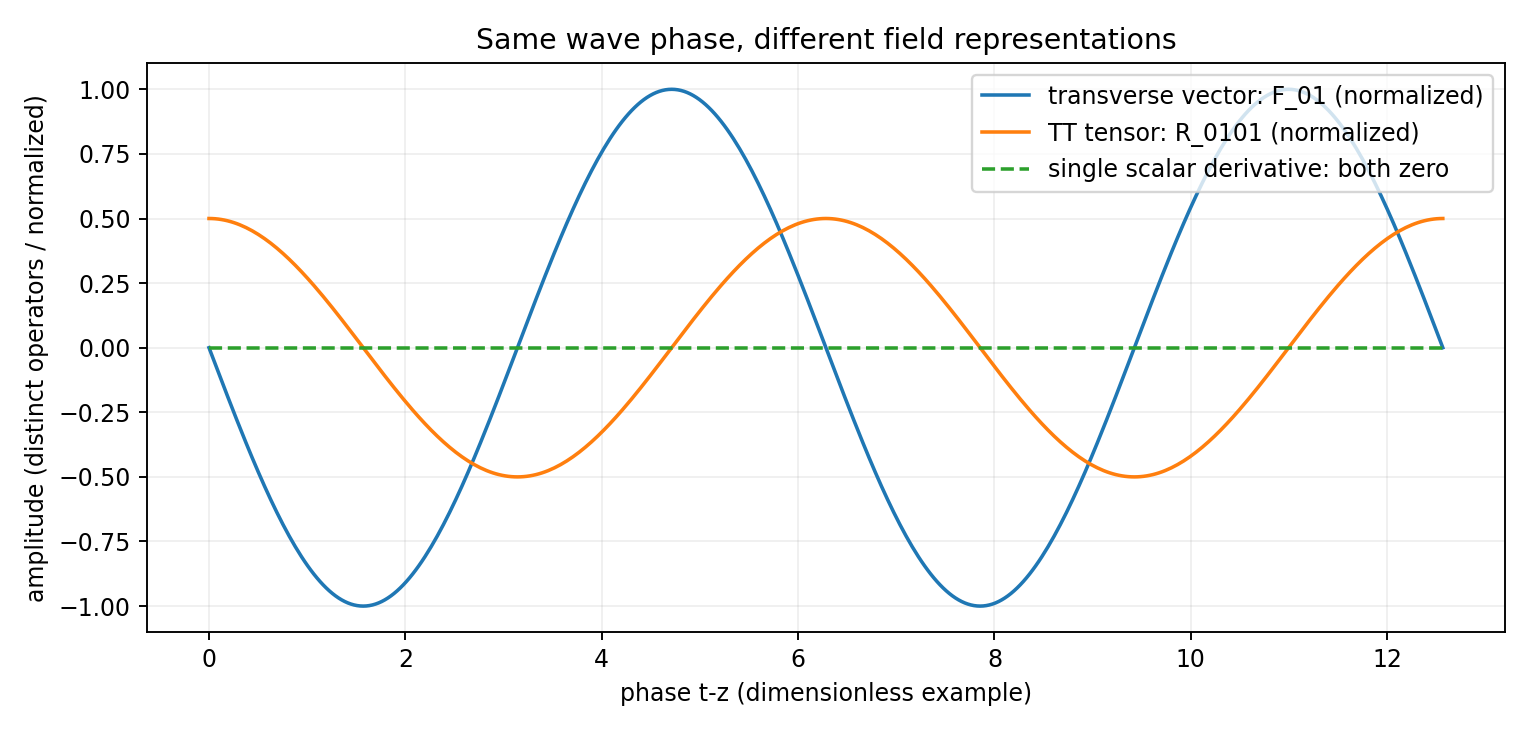 Same wave phase, different field representations
transverse vector: F_01 (normalized)
TT tensor: R_0101 (normalized)
single scalar derivative: both zero
amplitude (distinct operators / normalized)
1.00
0.75
0.50
0.25
0.00
−0.25
−0.50
−0.75
−1.00
0 2 4 6 8 10 12
phase t-z (dimensionless example)